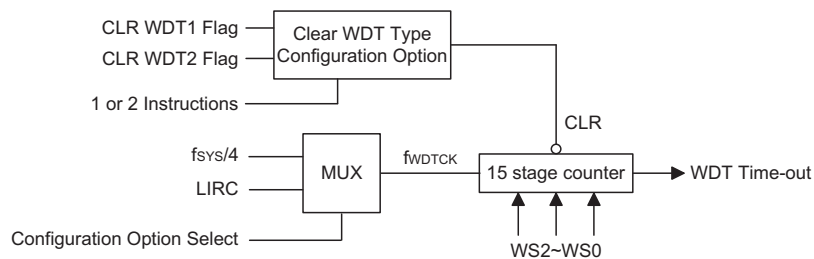 CLR WDT1 Flag
CLR WDT2 Flag
1 or 2 Instructions
Clear WDT Type
Configuration Option
CLR
fSYS/4
LIRC
Configuration Option Select
MUX
fWDTCK
15 stage counter
WDT Time-out
WS2~WS0